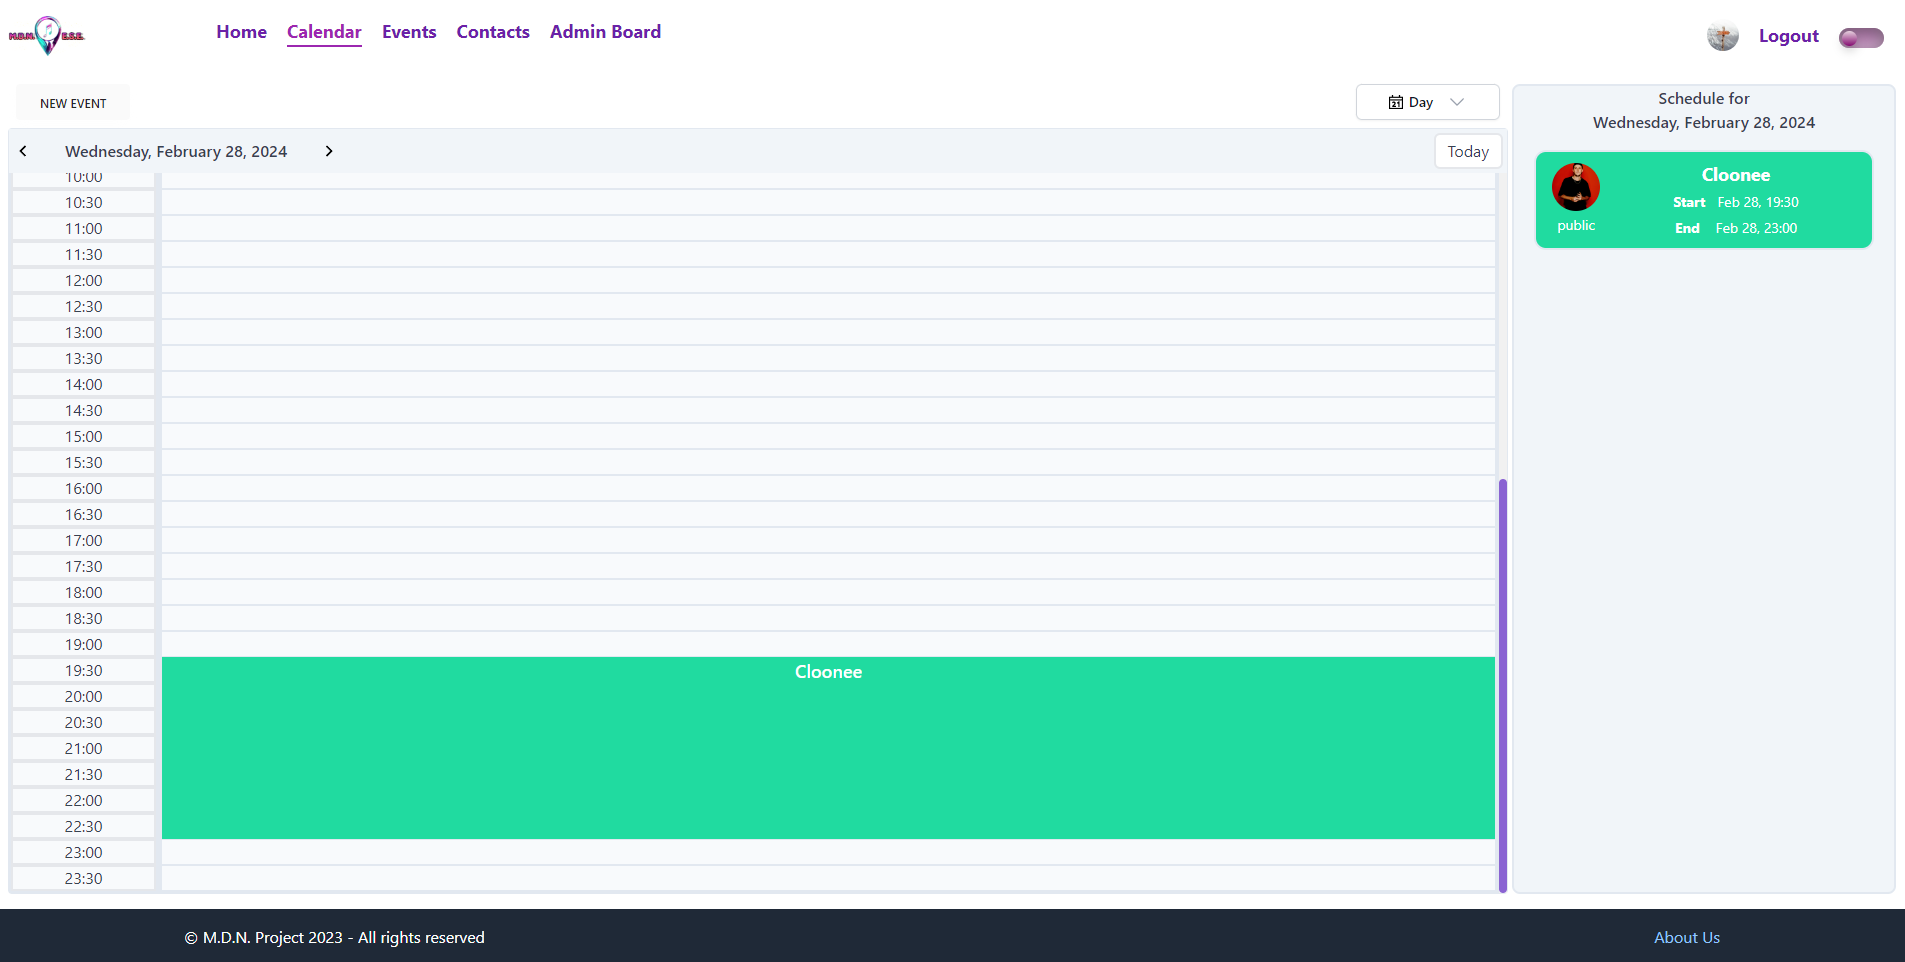 M.D.N. E.S.E.
Home Calendar Events Contacts Admin Board
Logout
NEW EVENT
Day
Wednesday, February 28, 2024
Today
10:00
10:30
11:00
11:30
12:00
12:30
13:00
13:30
14:00
14:30
15:00
15:30
16:00
16:30
17:00
17:30
18:00
18:30
19:00
19:30
20:00
20:30
21:00
21:30
22:00
22:30
23:00
23:30
Cloonee
Schedule for
Wednesday, February 28, 2024
Cloonee
Start Feb 28, 19:30
public
End Feb 28, 23:00
© M.D.N. Project 2023 - All rights reserved
About Us